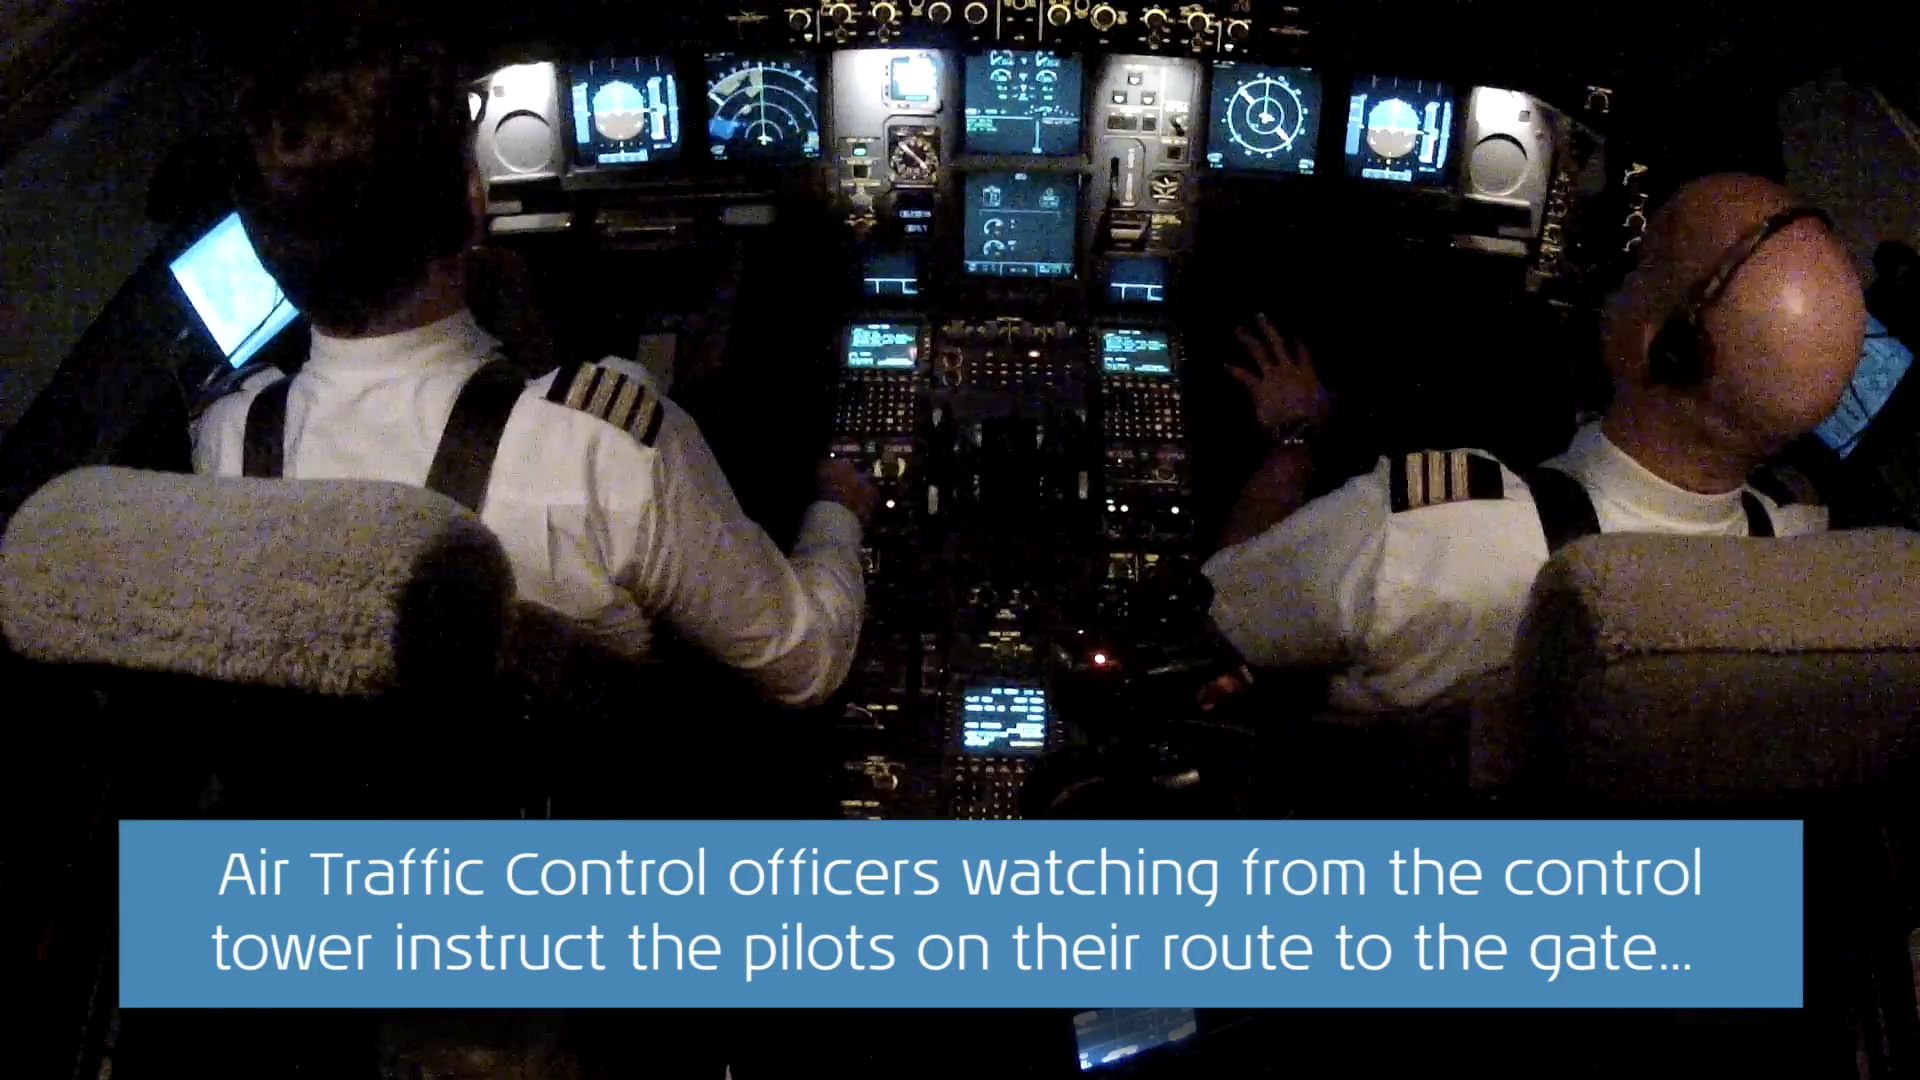 Air Traffic Control officers watching from the control
tower instruct the pilots on their route to the gate...